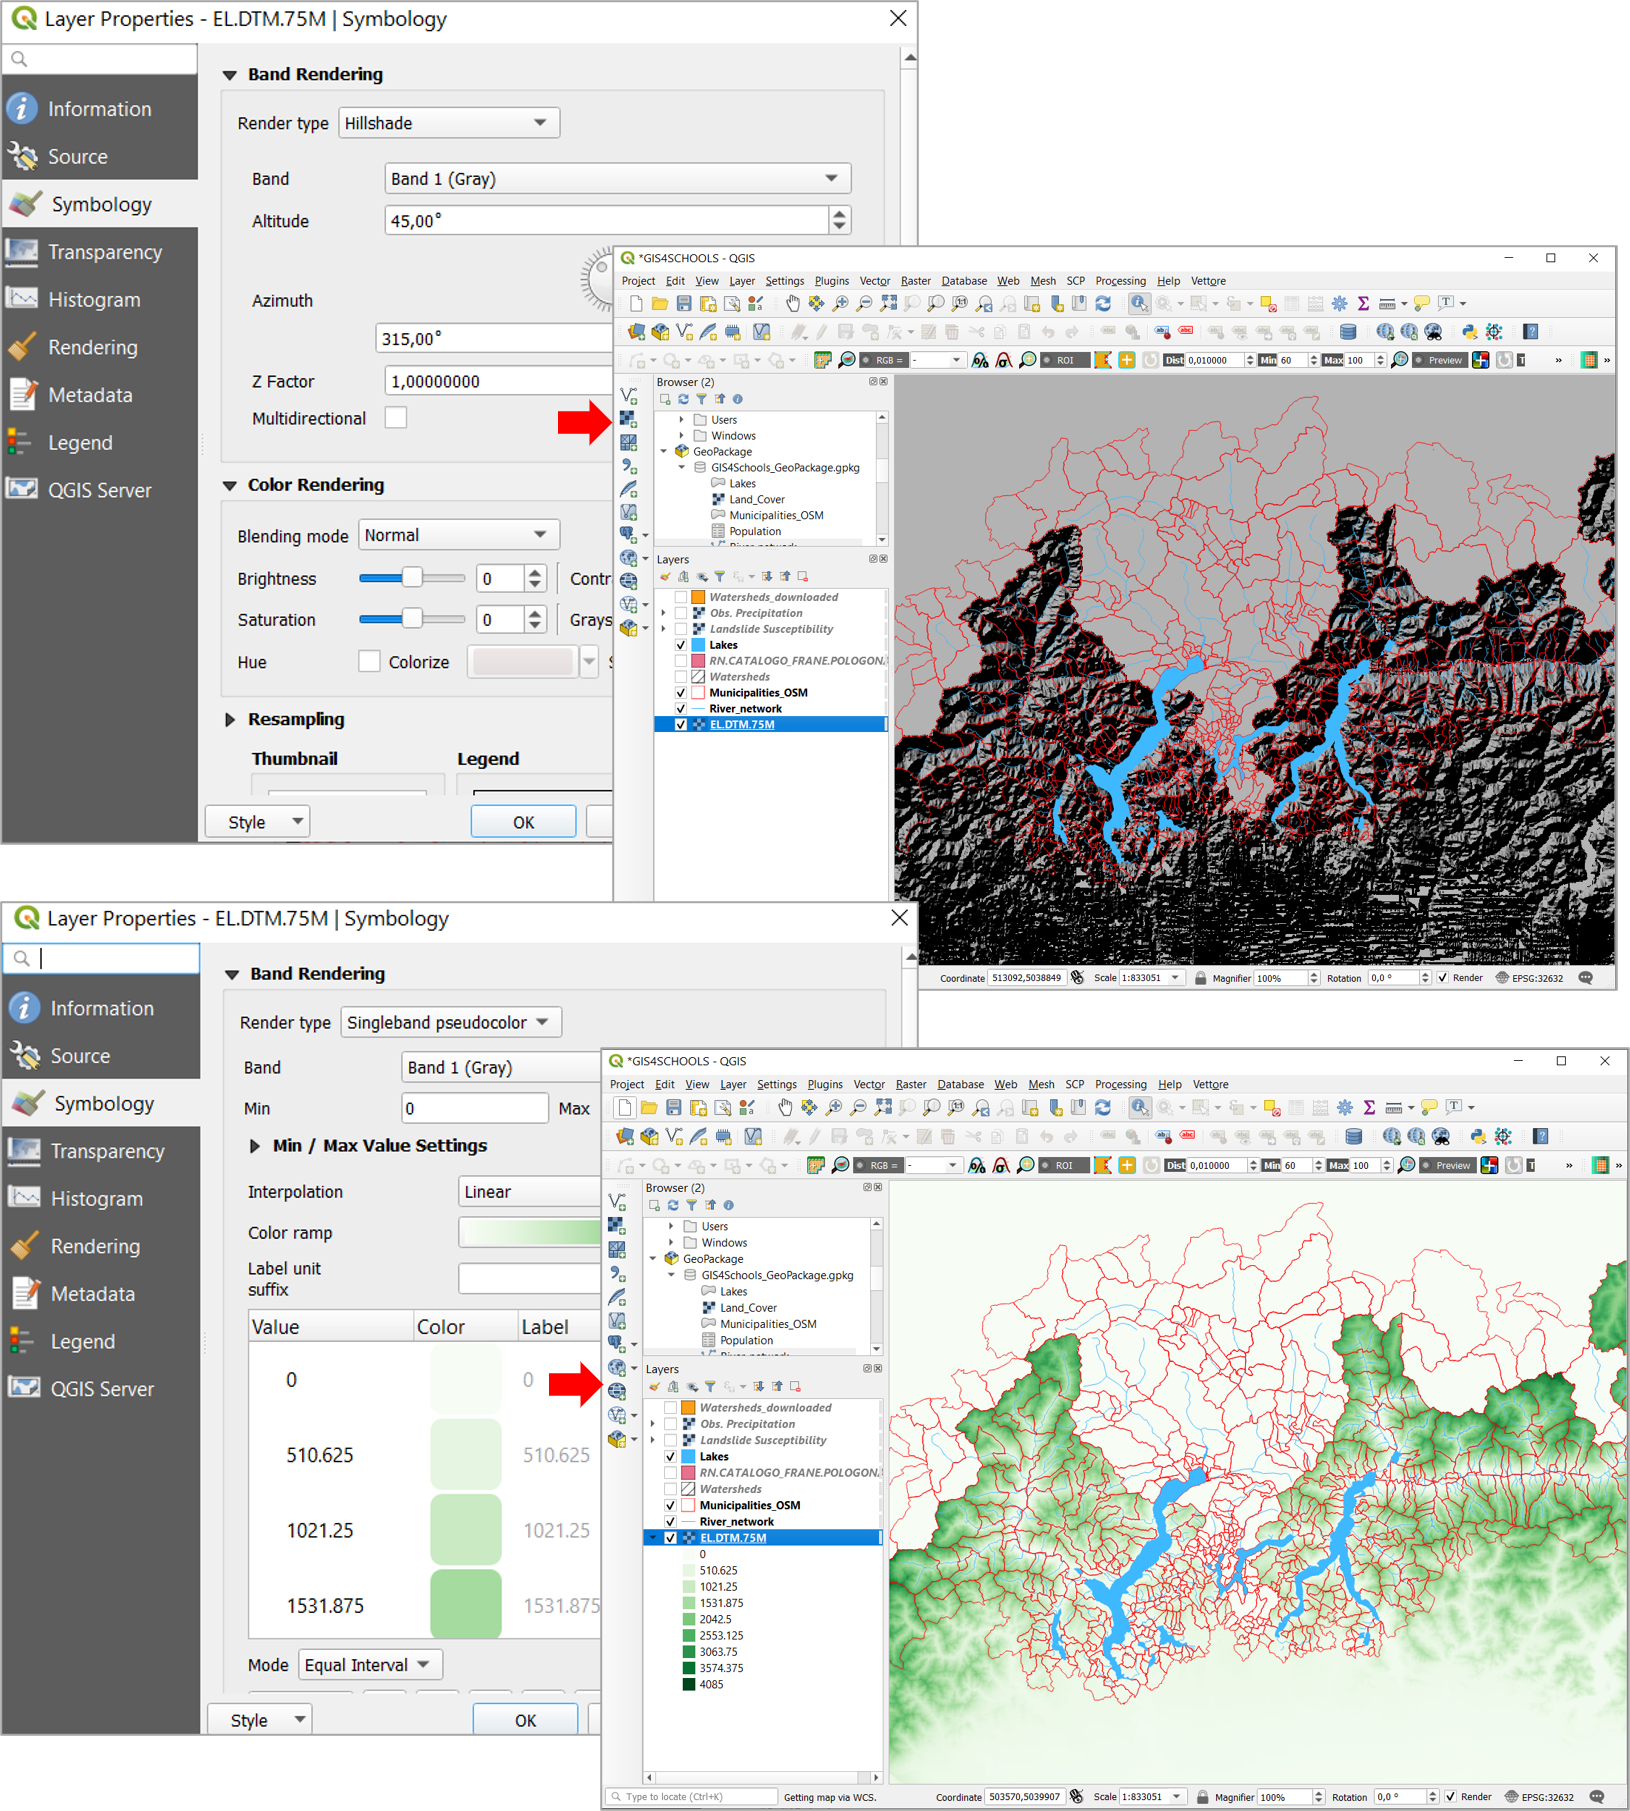 Layer Properties - EL.DTM.75M | Symbology
Information
Source
Symbology
Transparency
Histogram
Rendering
Metadata
Legend
QGIS Server
Band Rendering
Render type Hillshade
Band Band 1 (Gray)
Altitude 45,00°
Azimuth
315,00°
Z Factor 1,00000000
Multidirectional
Color Rendering
Blending mode Normal
Brightness 0 Contr
Saturation 0 Grays
Hue Colorize
Resampling
Thumbnail Legend
Style OK
*GIS4SCHOOLS - QGIS
Project Edit View Layer Settings Plugins Vector Raster Database Web Mesh SCP Processing Help Vettore
RGB = - ROI Dist 0,010000 Min 60 Max 100 Preview T »  »
Browser (2)
Users
Windows
GeoPackage
GIS4Schools_GeoPackage.gpkg
Lakes
Land_Cover
Municipalities_OSM
Population
River_network
Layers
Watersheds_downloaded
Obs. Precipitation
Landslide Susceptibility
Lakes
RN.CATALOGO_FRANE.POLOGON.
Watersheds
Municipalities_OSM
River_network
EL.DTM.75M
Coordinate 513092,5038849 Scale 1:833051 Magnifier 100% Rotation 0,0 ° Render EPSG:32632
Layer Properties - EL.DTM.75M | Symbology
Information
Source
Symbology
Transparency
Histogram
Rendering
Metadata
Legend
QGIS Server
Band Rendering
Render type Singleband pseudocolor
Band Band 1 (Gray)
Min 0 Max
Min / Max Value Settings
Interpolation Linear
Color ramp
Label unit
suffix
Value Color Label
0 0
510.625 510.625
1021.25 1021.25
1531.875 1531.875
Mode Equal Interval
Style OK
*GIS4SCHOOLS - QGIS
Project Edit View Layer Settings Plugins Vector Raster Database Web Mesh SCP Processing Help Vettore
RGB = - ROI Dist 0,010000 Min 60 Max 100 Preview T »  »
Browser (2)
Users
Windows
GeoPackage
GIS4Schools_GeoPackage.gpkg
Lakes
Land_Cover
Municipalities_OSM
Population
River_network
Layers
Watersheds_downloaded
Obs. Precipitation
Landslide Susceptibility
Lakes
RN.CATALOGO_FRANE.POLOGON.
Watersheds
Municipalities_OSM
River_network
EL.DTM.75M
0
510.625
1021.25
1531.875
2042.5
2553.125
3063.75
3574.375
4085
Type to locate (Ctrl+K) Getting map via WCS. Coordinate 503570,5039907 Scale 1:833051 Magnifier 100% Rotation 0,0 ° Render EPSG:32632